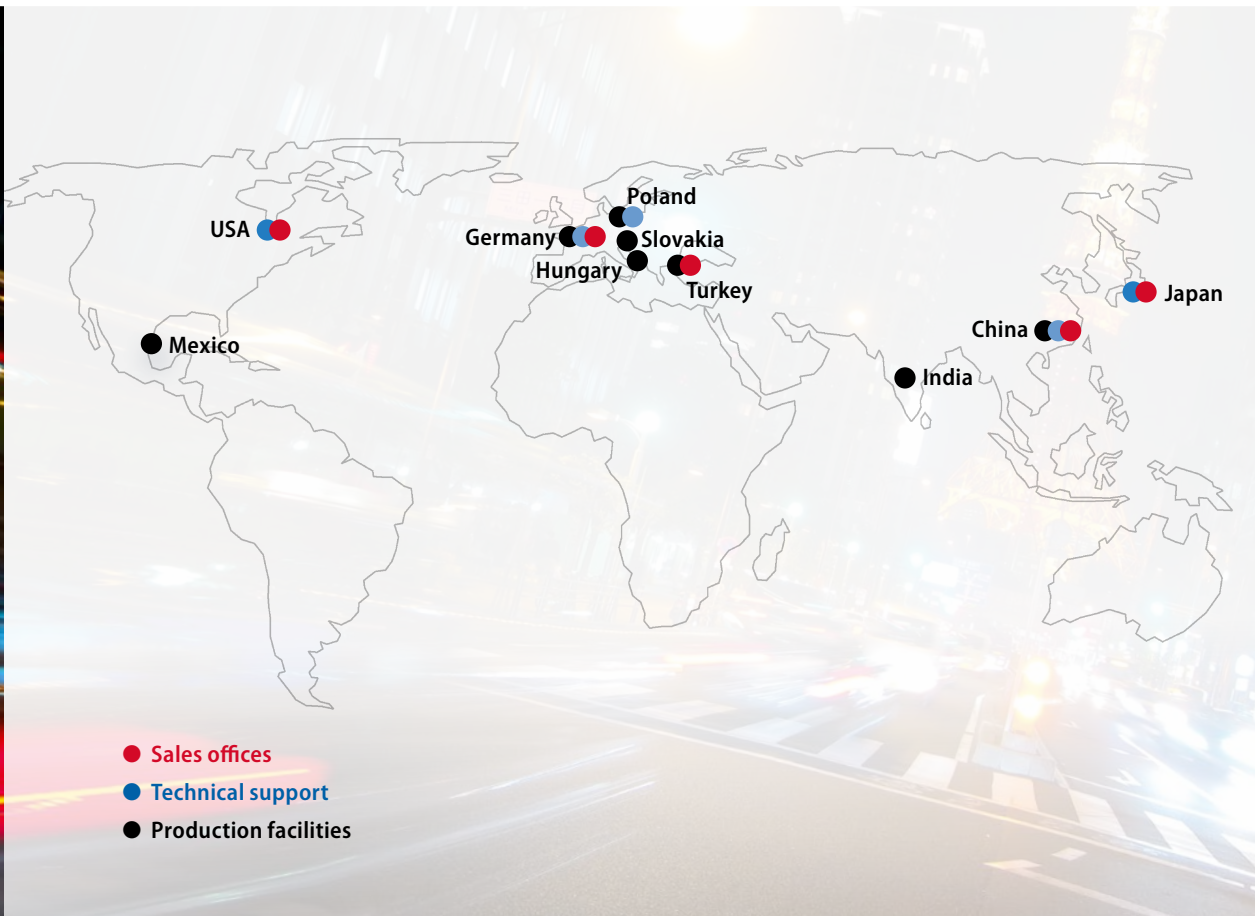 Poland
USA
Germany
Slovakia
Hungary
Turkey
Japan
China
Mexico
India
Sales offices
Technical support
Production facilities